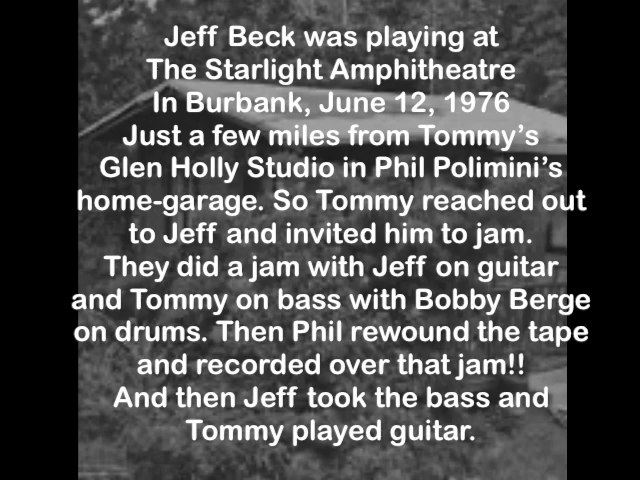 Jeff Beck was playing at
The Starlight Amphitheatre
In Burbank, June 12, 1976
Just a few miles from Tommy’s
Glen Holly Studio in Phil Polimini’s
home-garage. So Tommy reached out
to Jeff and invited him to jam.
They did a jam with Jeff on guitar
and Tommy on bass with Bobby Berge
on drums. Then Phil rewound the tape
and recorded over that jam!!
And then Jeff took the bass and
Tommy played guitar.